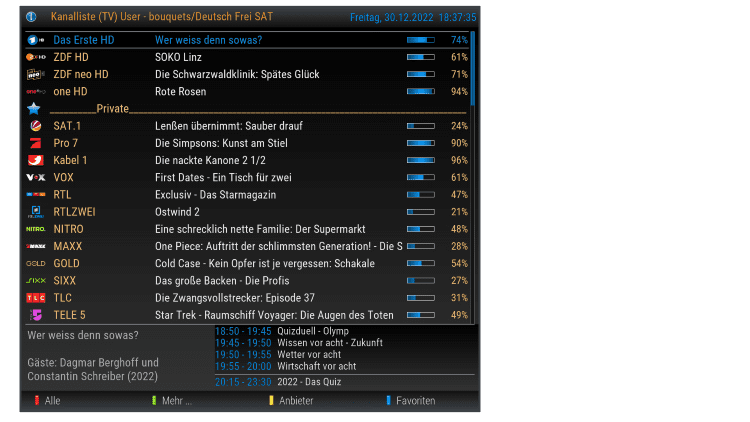 Kanalliste (TV) User - bouquets/Deutsch Frei SAT Freitag, 30.12.2022 18:37:35
Das Erste HD Wer weiss denn sowas? 74%
ZDF HD SOKO Linz 61%
neo ZDF neo HD Die Schwarzwaldklinik: Spätes Glück 71%
one HD Rote Rosen 94%
Private
SAT.1 Lenßen übernimmt: Sauber drauf 24%
Pro 7 Die Simpsons: Kunst am Stiel 90%
Kabel 1 Die nackte Kanone 2 1/2 96%
VOX VOX First Dates - Ein Tisch für zwei 61%
RTL Exclusiv - Das Starmagazin 47%
RTLZWEI Ostwind 2 21%
NITRO. NITRO Eine schrecklich nette Familie: Der Supermarkt 48%
MAXX MAXX One Piece: Auftritt der schlimmsten Generation! - Die S 28%
GOLD GOLD Cold Case - Kein Opfer ist je vergessen: Schakale 54%
SIXX SIXX Das große Backen - Die Profis 27%
TLC TLC Die Zwangsvollstrecker: Episode 37 31%
5 TELE 5 Star Trek - Raumschiff Voyager: Die Augen des Toten 49%
Wer weiss denn sowas?
Gäste: Dagmar Berghoff und
Constantin Schreiber (2022)
18:50 - 19:45 Quizduell - Olymp
19:45 - 19:50 Wissen vor acht - Zukunft
19:50 - 19:55 Wetter vor acht
19:55 - 20:00 Wirtschaft vor acht
20:15 - 23:30 2022 - Das Quiz
Alle Mehr ... Anbieter Favoriten